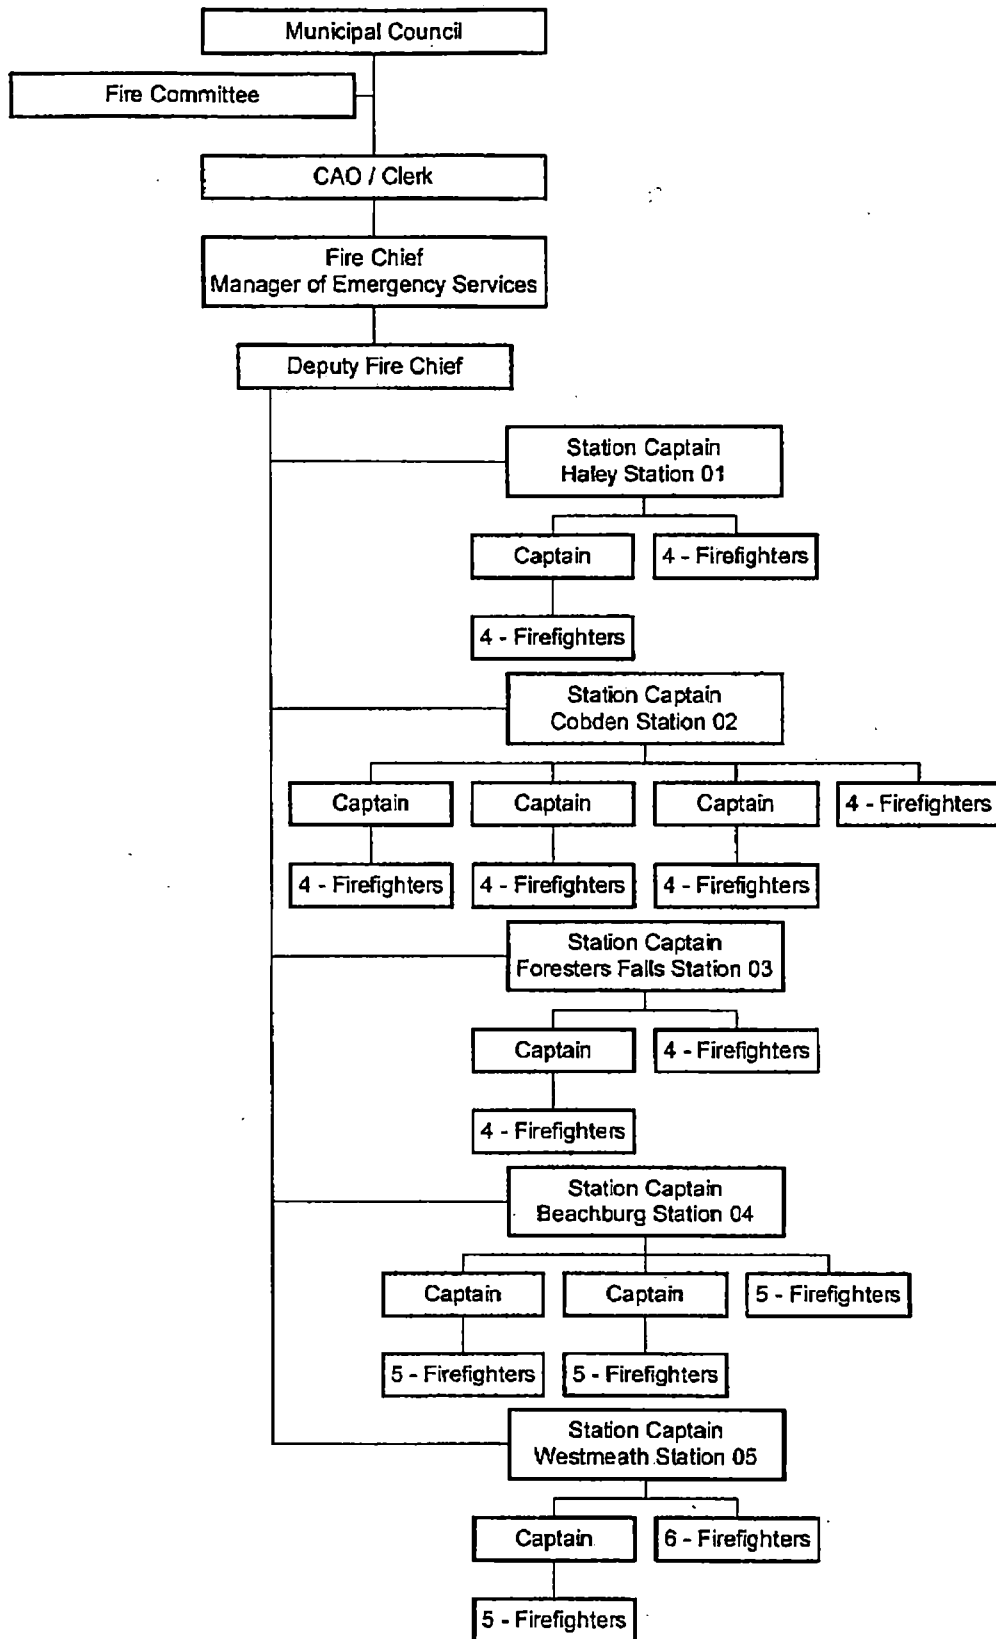 Municipal Council
Fire Committee
CAO / Clerk
Fire Chief
Manager of Emergency Services
Deputy Fire Chief
Station Captain
Haley Station 01
Captain
4 - Firefighters
4 - Firefighters
Station Captain
Cobden Station 02
Captain
Captain
Captain
4 - Firefighters
4 - Firefighters
4 - Firefighters
4 - Firefighters
Station Captain
Foresters Falls Station 03
Captain
4 - Firefighters
4 - Firefighters
Station Captain
Beachburg Station 04
Captain
Captain
5 - Firefighters
5 - Firefighters
5 - Firefighters
Station Captain
Westmeath Station 05
Captain
6 - Firefighters
5 - Firefighters